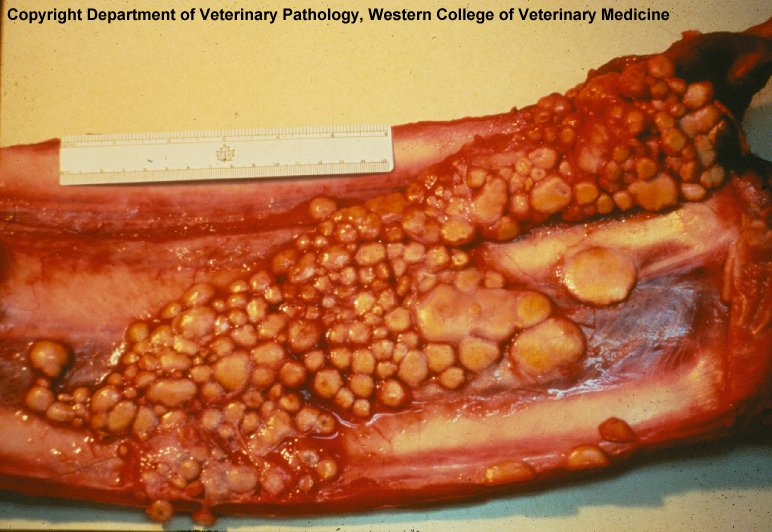 Copyright Department of Veterinary Pathology, Western College of Veterinary Medicine